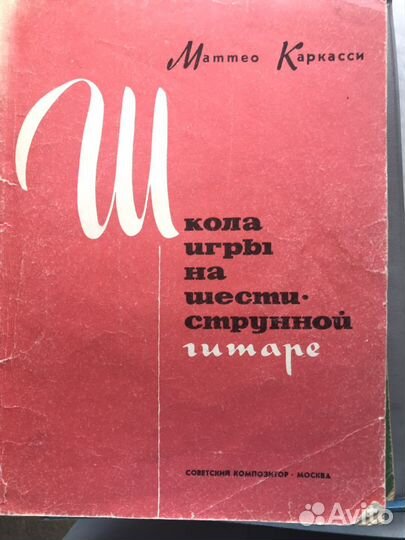 Маттео Каркасси
Школа
игры
на
шести-
струнной
гитаре
СОВЕТСКИЙ КОМПОЗИТОР · МОСКВА
Avito